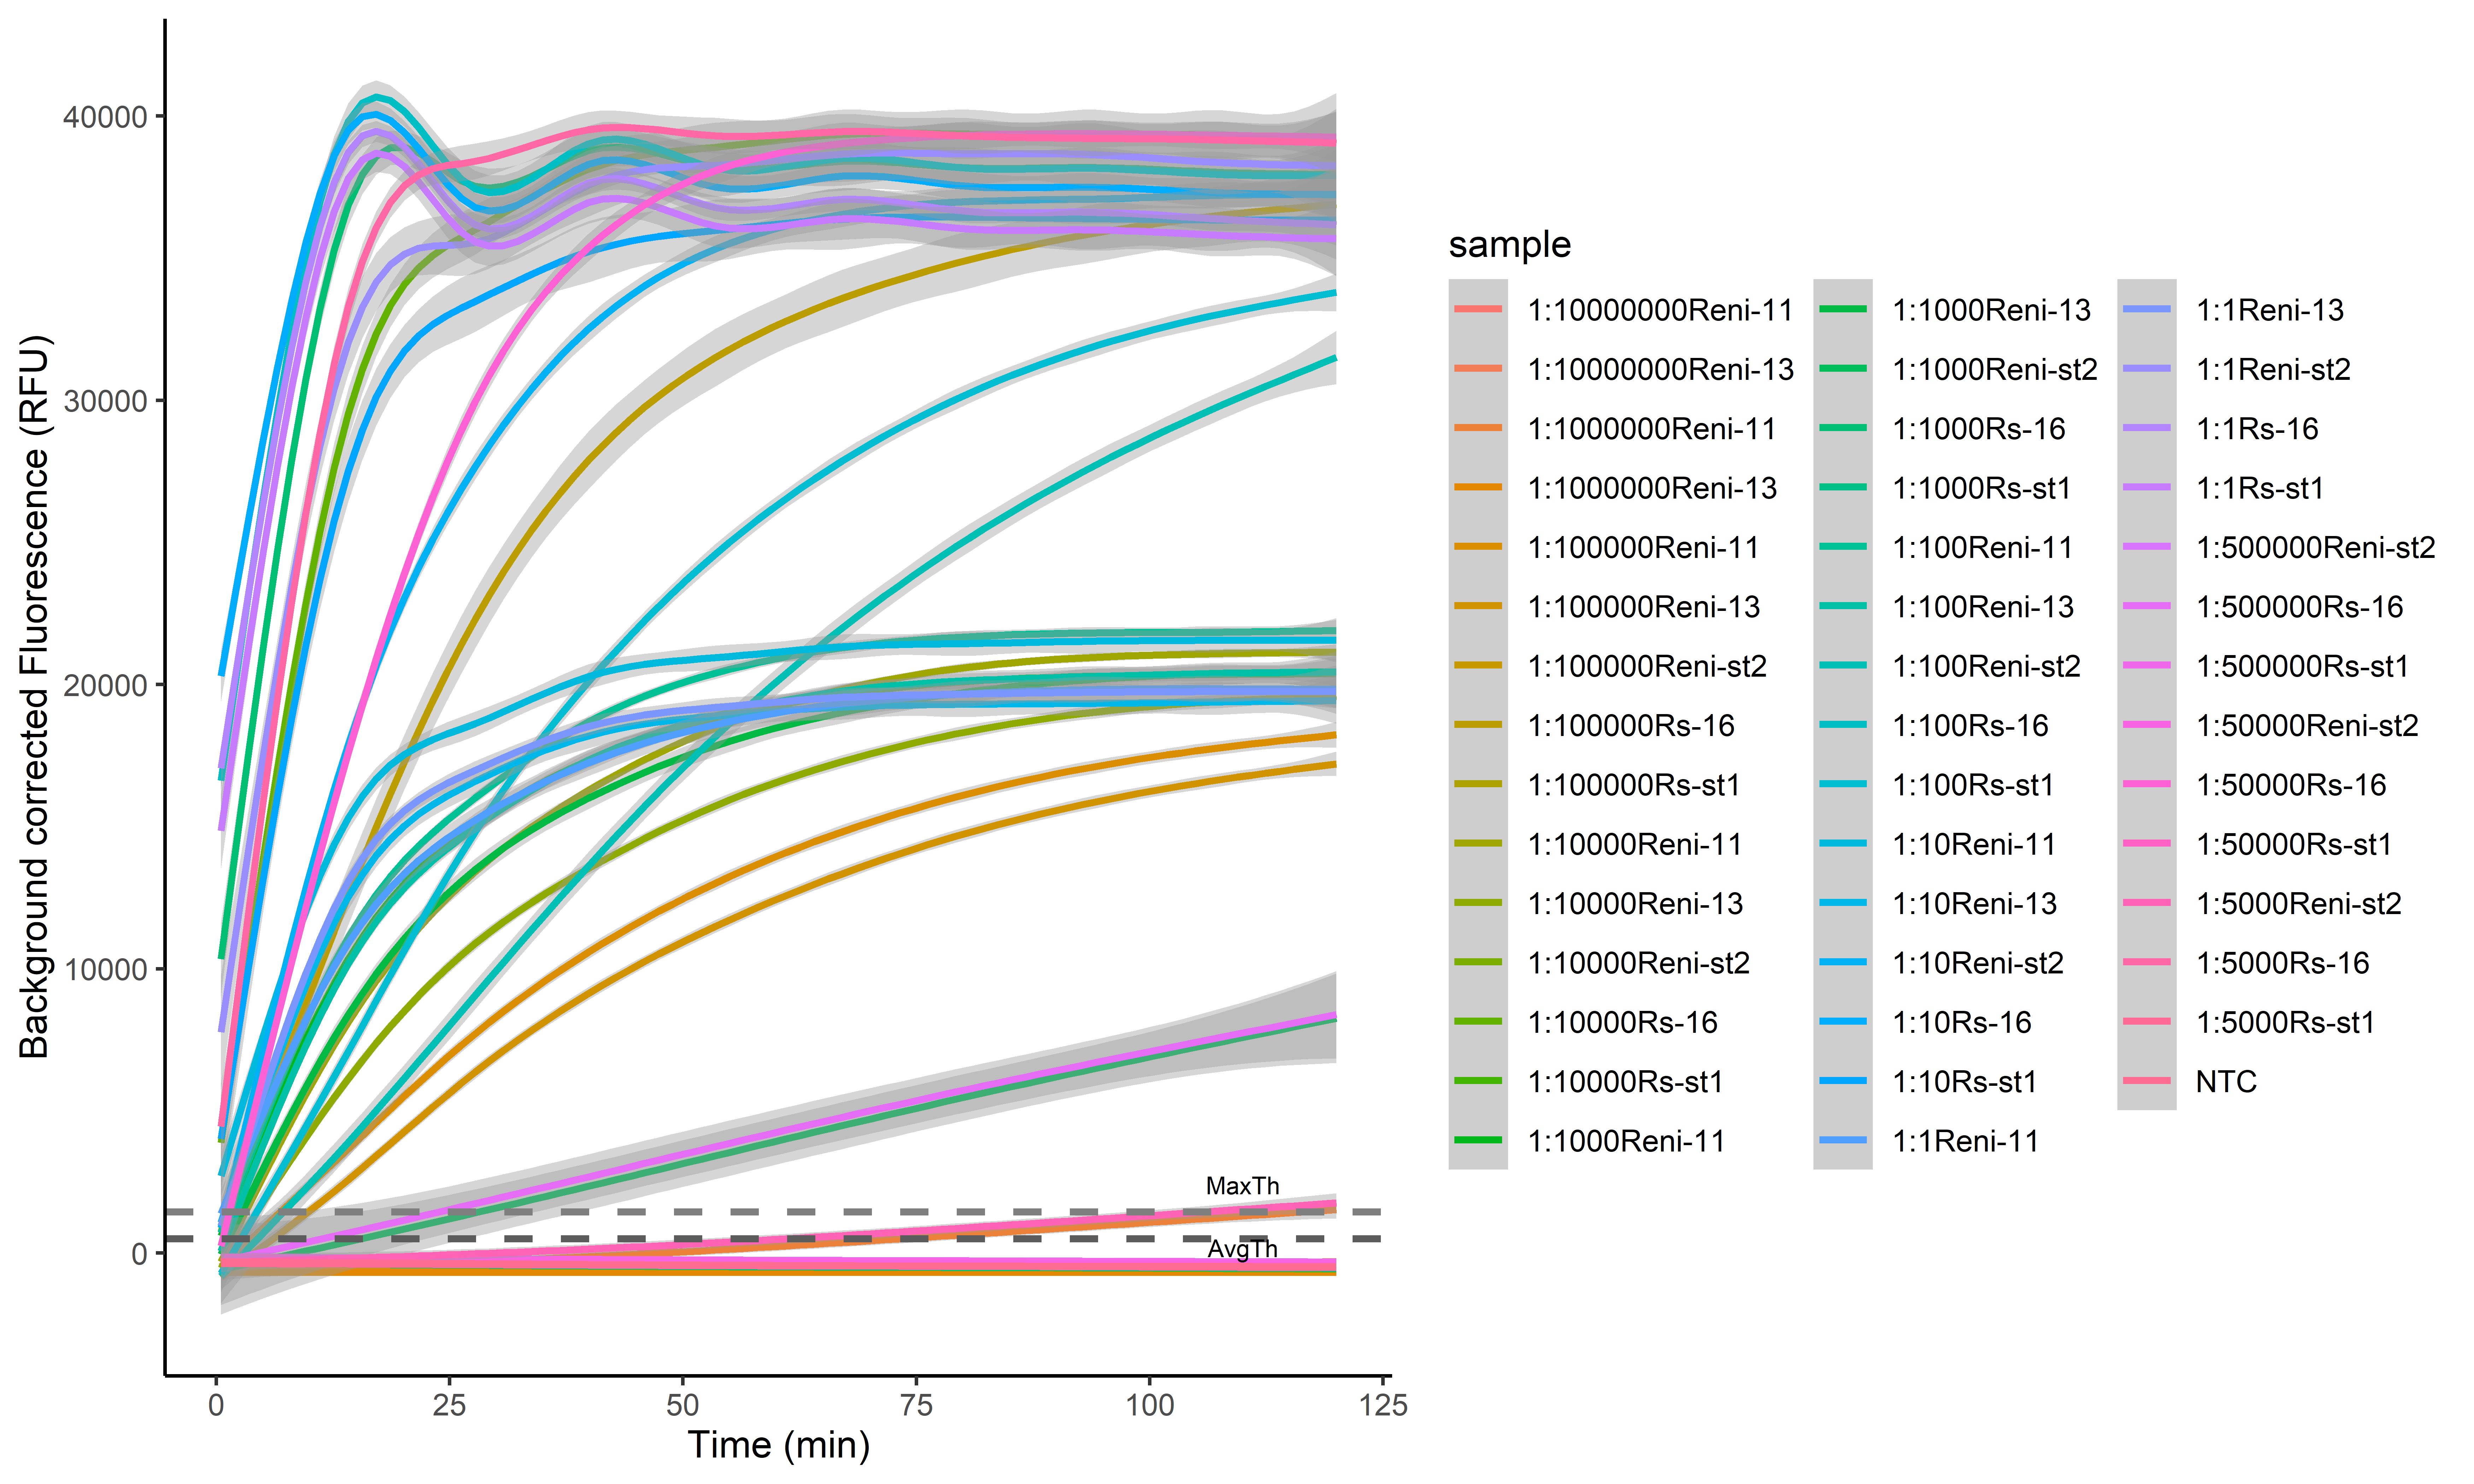 Background corrected Fluorescence (RFU)
40000
30000
20000
10000
0
MaxTh
AvgTh
0
25
50
75
100
125
Time (min)
sample
1:10000000Reni-11
1:10000000Reni-13
1:1000000Reni-11
1:1000000Reni-13
1:100000Reni-11
1:100000Reni-13
1:100000Reni-st2
1:100000Rs-16
1:100000Rs-st1
1:10000Reni-11
1:10000Reni-13
1:10000Reni-st2
1:10000Rs-16
1:10000Rs-st1
1:1000Reni-11
1:1000Reni-13
1:1000Reni-st2
1:1000Rs-16
1:1000Rs-st1
1:100Reni-11
1:100Reni-13
1:100Reni-st2
1:100Rs-16
1:100Rs-st1
1:10Reni-11
1:10Reni-13
1:10Reni-st2
1:10Rs-16
1:10Rs-st1
1:1Reni-11
1:1Reni-13
1:1Reni-st2
1:1Rs-16
1:1Rs-st1
1:500000Reni-st2
1:500000Rs-16
1:500000Rs-st1
1:50000Reni-st2
1:50000Rs-16
1:50000Rs-st1
1:5000Reni-st2
1:5000Rs-16
1:5000Rs-st1
NTC